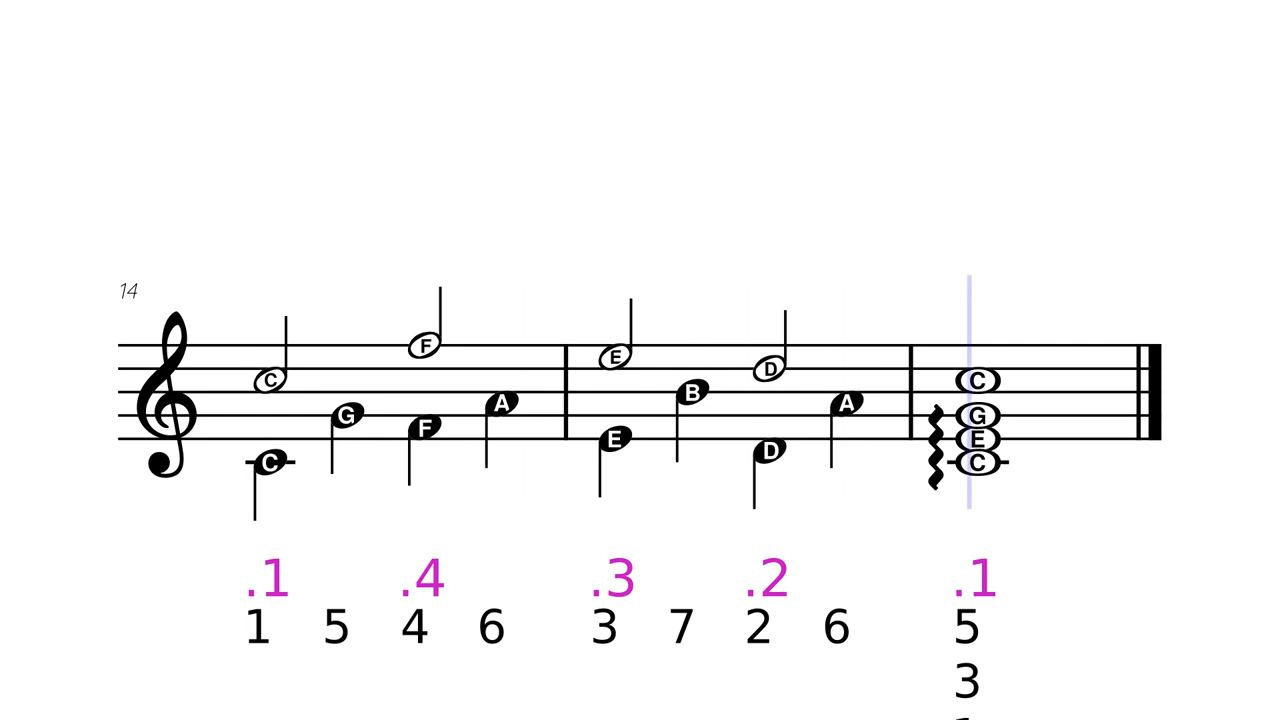 14
F
E
D
C C
A A
B
G F G
E D E
C C
.1 .4 .3 .2 .1
1 5 4 6 3 7 2 6 5
3